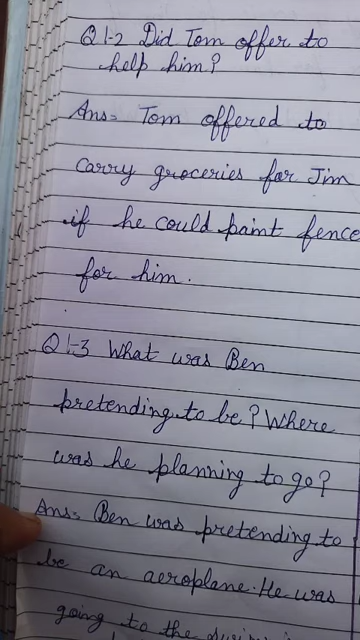 Q 1-2 Did Tom offer to
help him?
Ans= Tom offered to
carry groceries for Jim
if he could paint fence
for him.
Q 1-3 What was Ben
pretending to be? Where
was he planning to go?
Ans= Ben was pretending to
be an aeroplane. He was
going to the